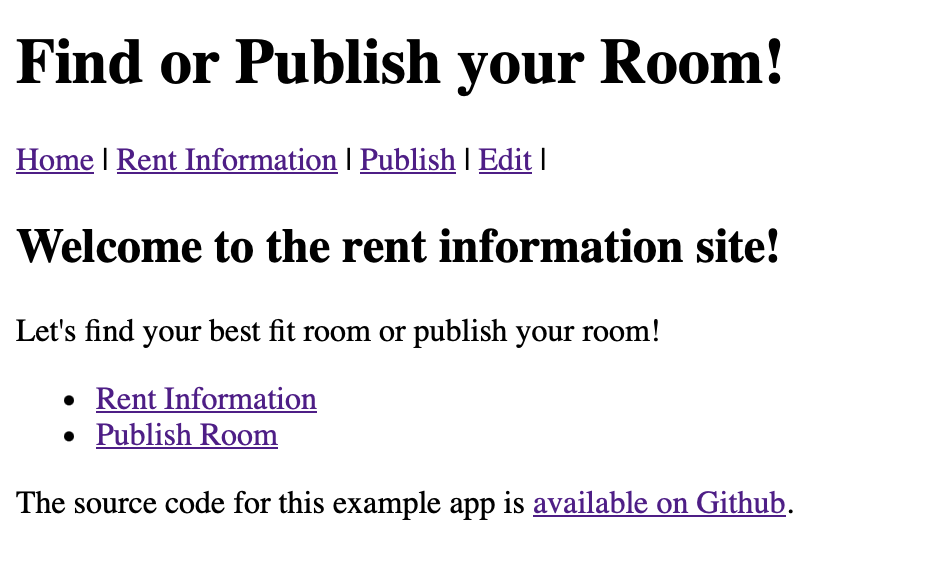 Find or Publish your Room!
Home | Rent Information | Publish | Edit |
Welcome to the rent information site!
Let's find your best fit room or publish your room!
Rent Information
Publish Room
The source code for this example app is available on Github.